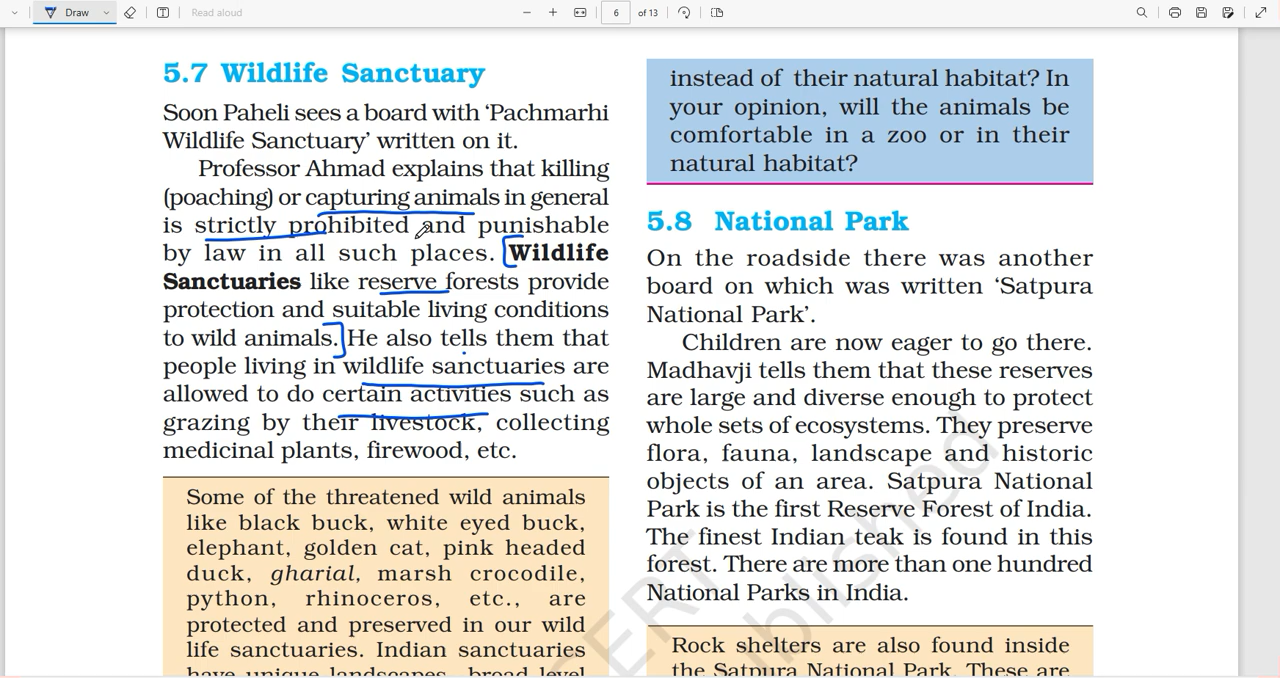 Draw
Read aloud
6
of 13
5.7 Wildlife Sanctuary
Soon Paheli sees a board with ‘Pachmarhi
Wildlife Sanctuary’ written on it.
Professor Ahmad explains that killing
(poaching) or capturing animals in general
is strictly prohibited and punishable
by law in all such places. Wildlife
Sanctuaries like reserve forests provide
protection and suitable living conditions
to wild animals. He also tells them that
people living in wildlife sanctuaries are
allowed to do certain activities such as
grazing by their livestock, collecting
medicinal plants, firewood, etc.
Some of the threatened wild animals
like black buck, white eyed buck,
elephant, golden cat, pink headed
duck, gharial, marsh crocodile,
python, rhinoceros, etc., are
protected and preserved in our wild
life sanctuaries. Indian sanctuaries
have unique landscapes, broad level
instead of their natural habitat? In
your opinion, will the animals be
comfortable in a zoo or in their
natural habitat?
5.8 National Park
On the roadside there was another
board on which was written ‘Satpura
National Park’.
Children are now eager to go there.
Madhavji tells them that these reserves
are large and diverse enough to protect
whole sets of ecosystems. They preserve
flora, fauna, landscape and historic
objects of an area. Satpura National
Park is the first Reserve Forest of India.
The finest Indian teak is found in this
forest. There are more than one hundred
National Parks in India.
Rock shelters are also found inside
the Satpura National Park. These are